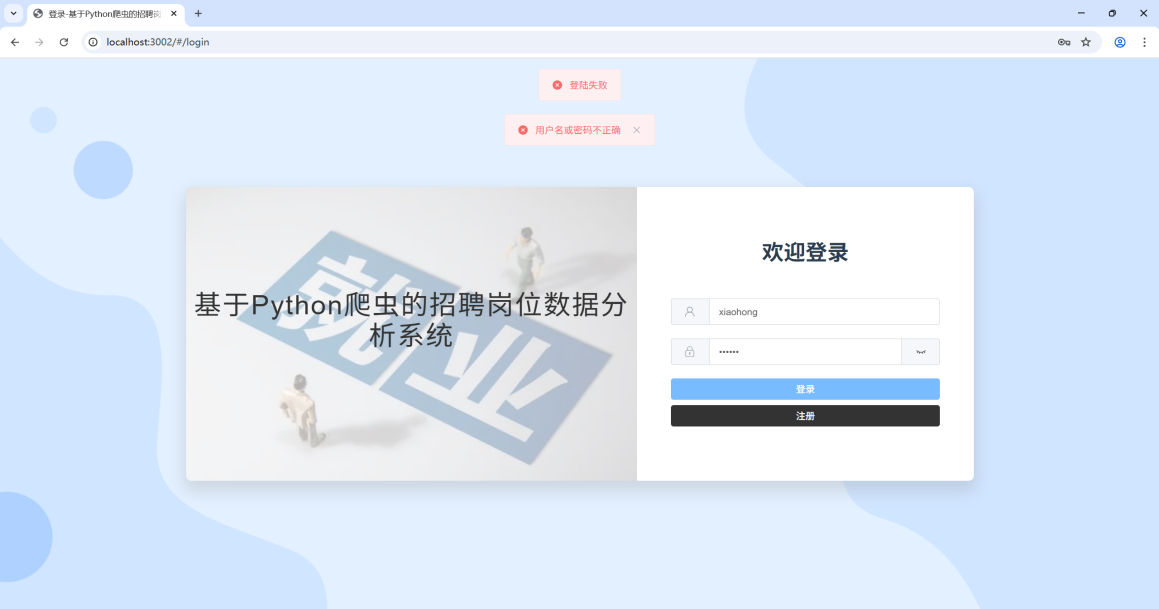 登录-基于Python爬虫的招聘岗
localhost:3002/#/login
登陆失败
用户名或密码不正确
就业
基于Python爬虫的招聘岗位数据分
析系统
欢迎登录
xiaohong
••••••
登录
注册